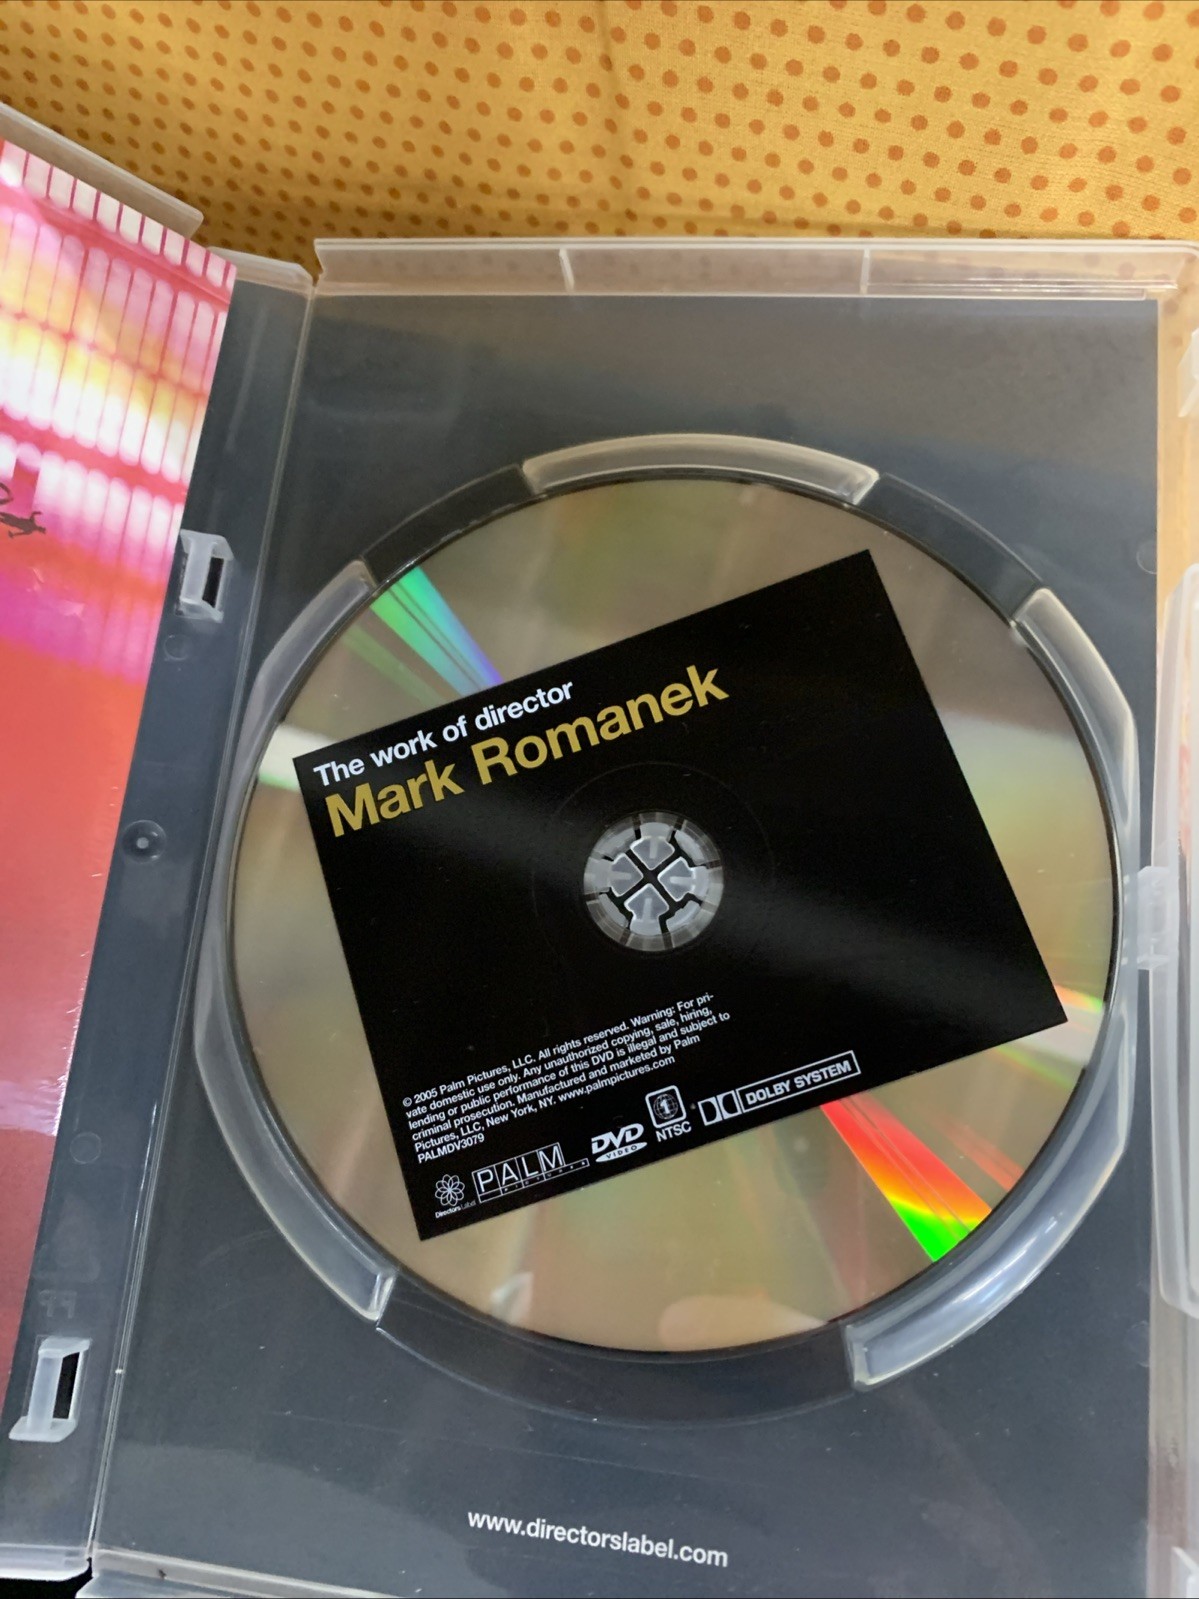 The work of director
Mark Romanek
© 2005 Palm Pictures, LLC. All rights reserved. Warning: For pri-
vate domestic use only. Any unauthorized copying, sale, hiring,
lending or public performance of this DVD is illegal and subject to
criminal prosecution. Manufactured and marketed by Palm
Pictures, LLC, New York, NY. www.palmpictures.com
PALMDV3079
DirectorsLabel
PALM
PICTURES
DVD
VIDEO
1
NTSC
DOLBY SYSTEM
www.directorslabel.com